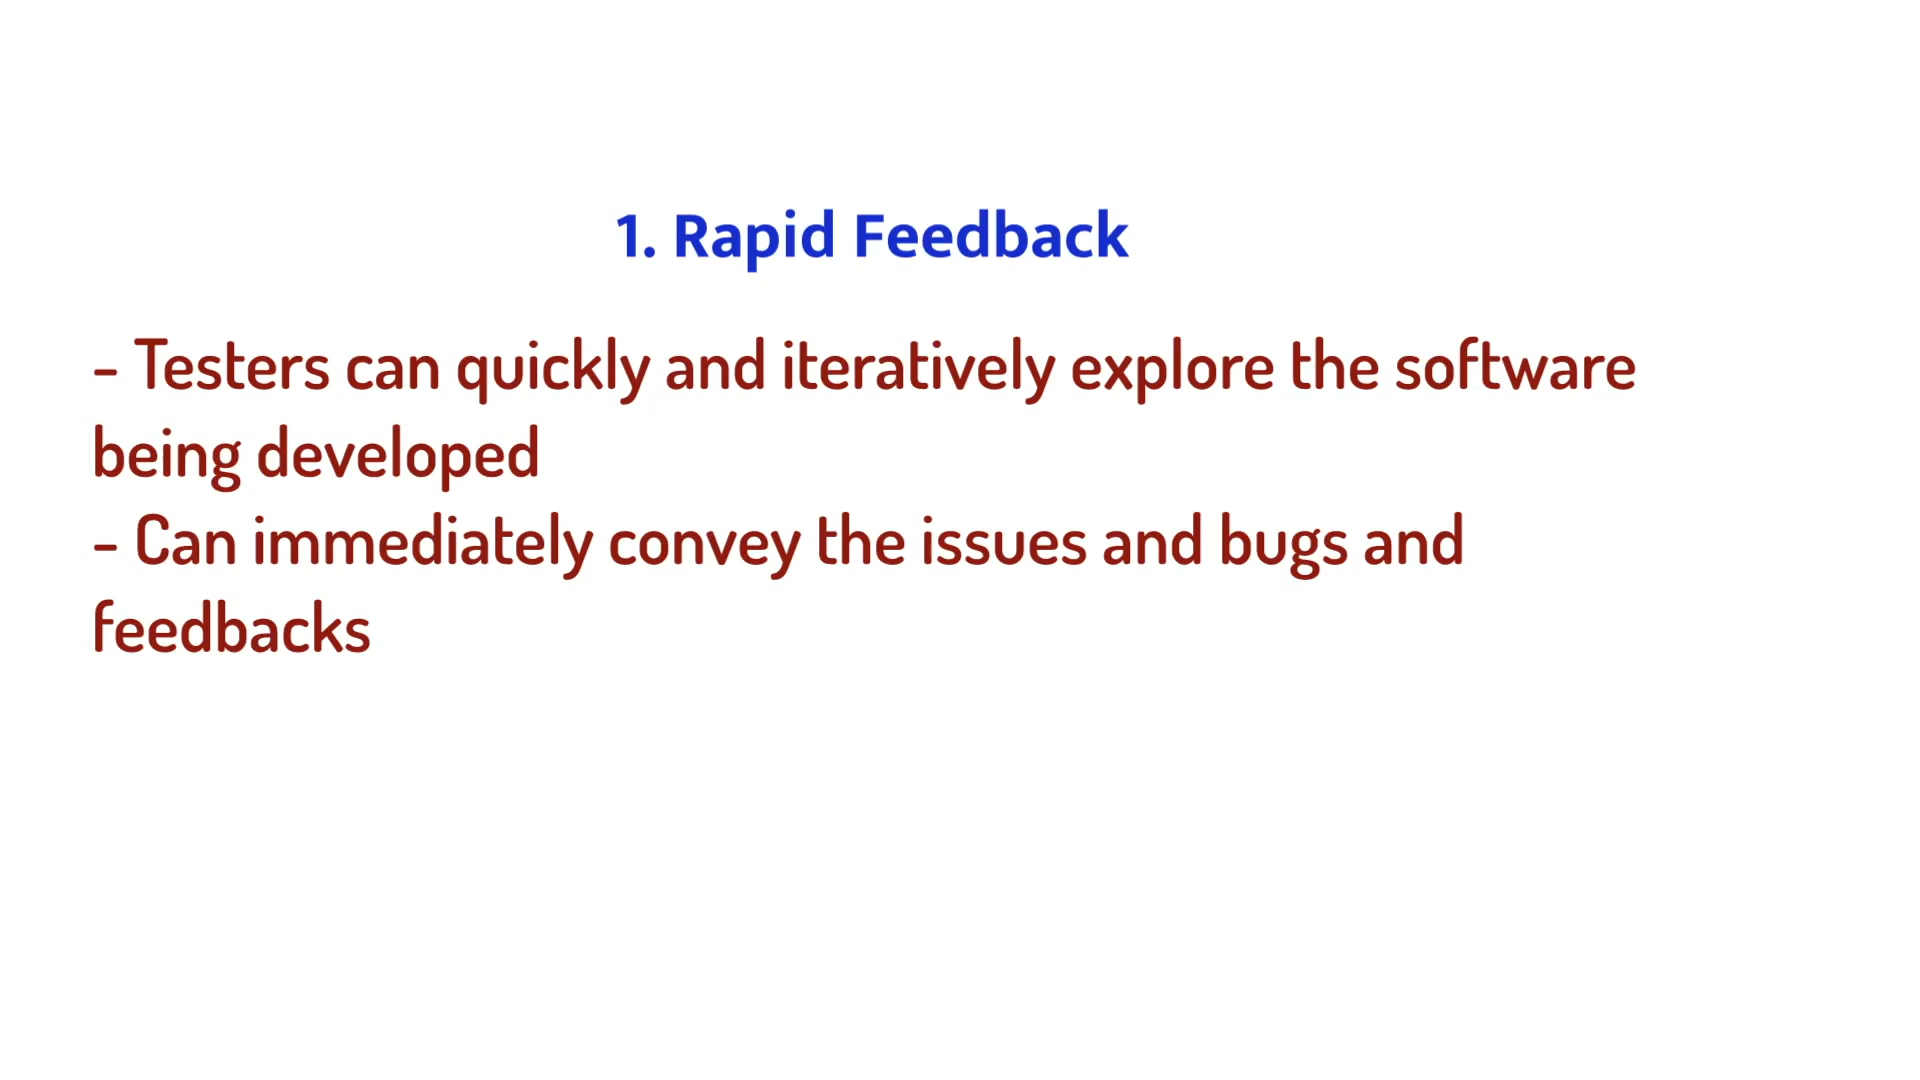 1. Rapid Feedback
- Testers can quickly and iteratively explore the software
being developed
- Can immediately convey the issues and bugs and
feedbacks